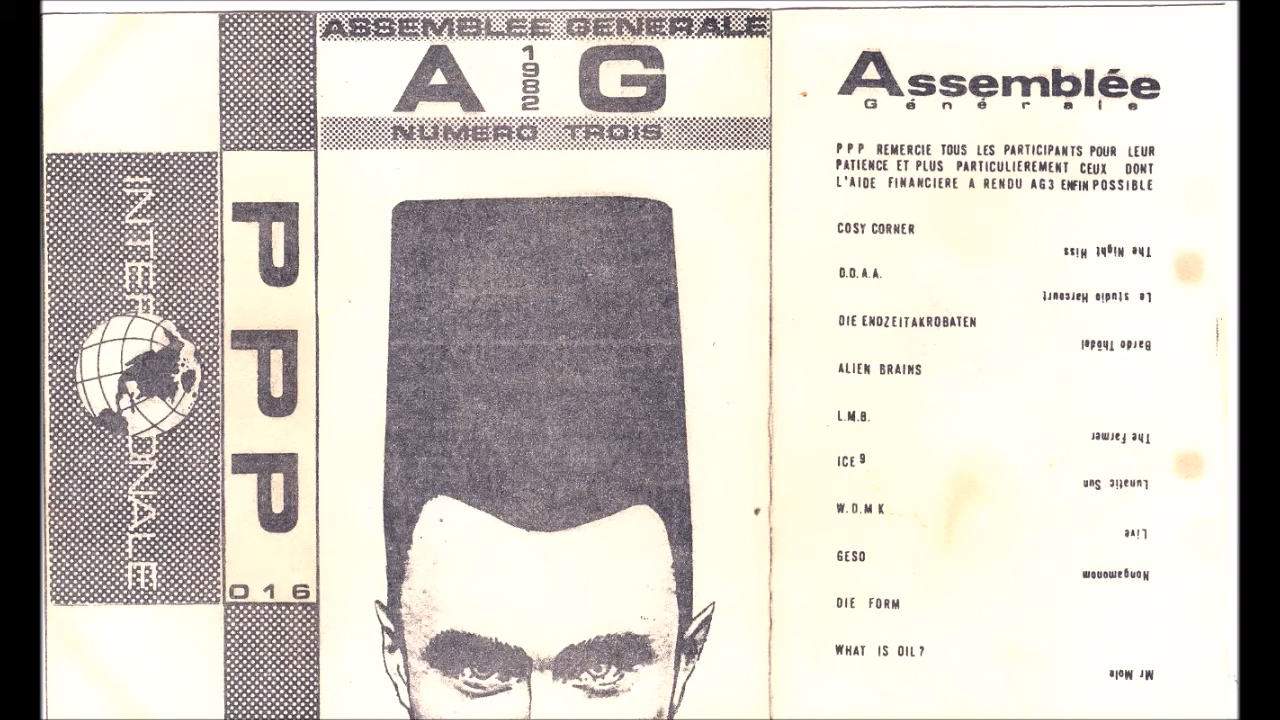 INTERNATIONALE
PPP
016
ASSEMBLEE GENERALE
A 1982 G
NUMERO TROIS
Assemblée
Générale
PPP REMERCIE TOUS LES PARTICIPANTS POUR LEUR
PATIENCE ET PLUS PARTICULIEREMENT CEUX DONT
L'AIDE FINANCIERE A RENDU AG3 ENFIN POSSIBLE
COSY CORNER
The Night Hiss
D.D.A.A.
Le studio Harcourt
DIE ENDZEITAKROBATEN
Bardo Thödel
ALIEN BRAINS
L.M.B.
The Farmer
ICE 9
Lunatic Sun
W.D.M K
Live
GESO
Nongamonom
DIE FORM
WHAT IS OIL?
Mr Mole